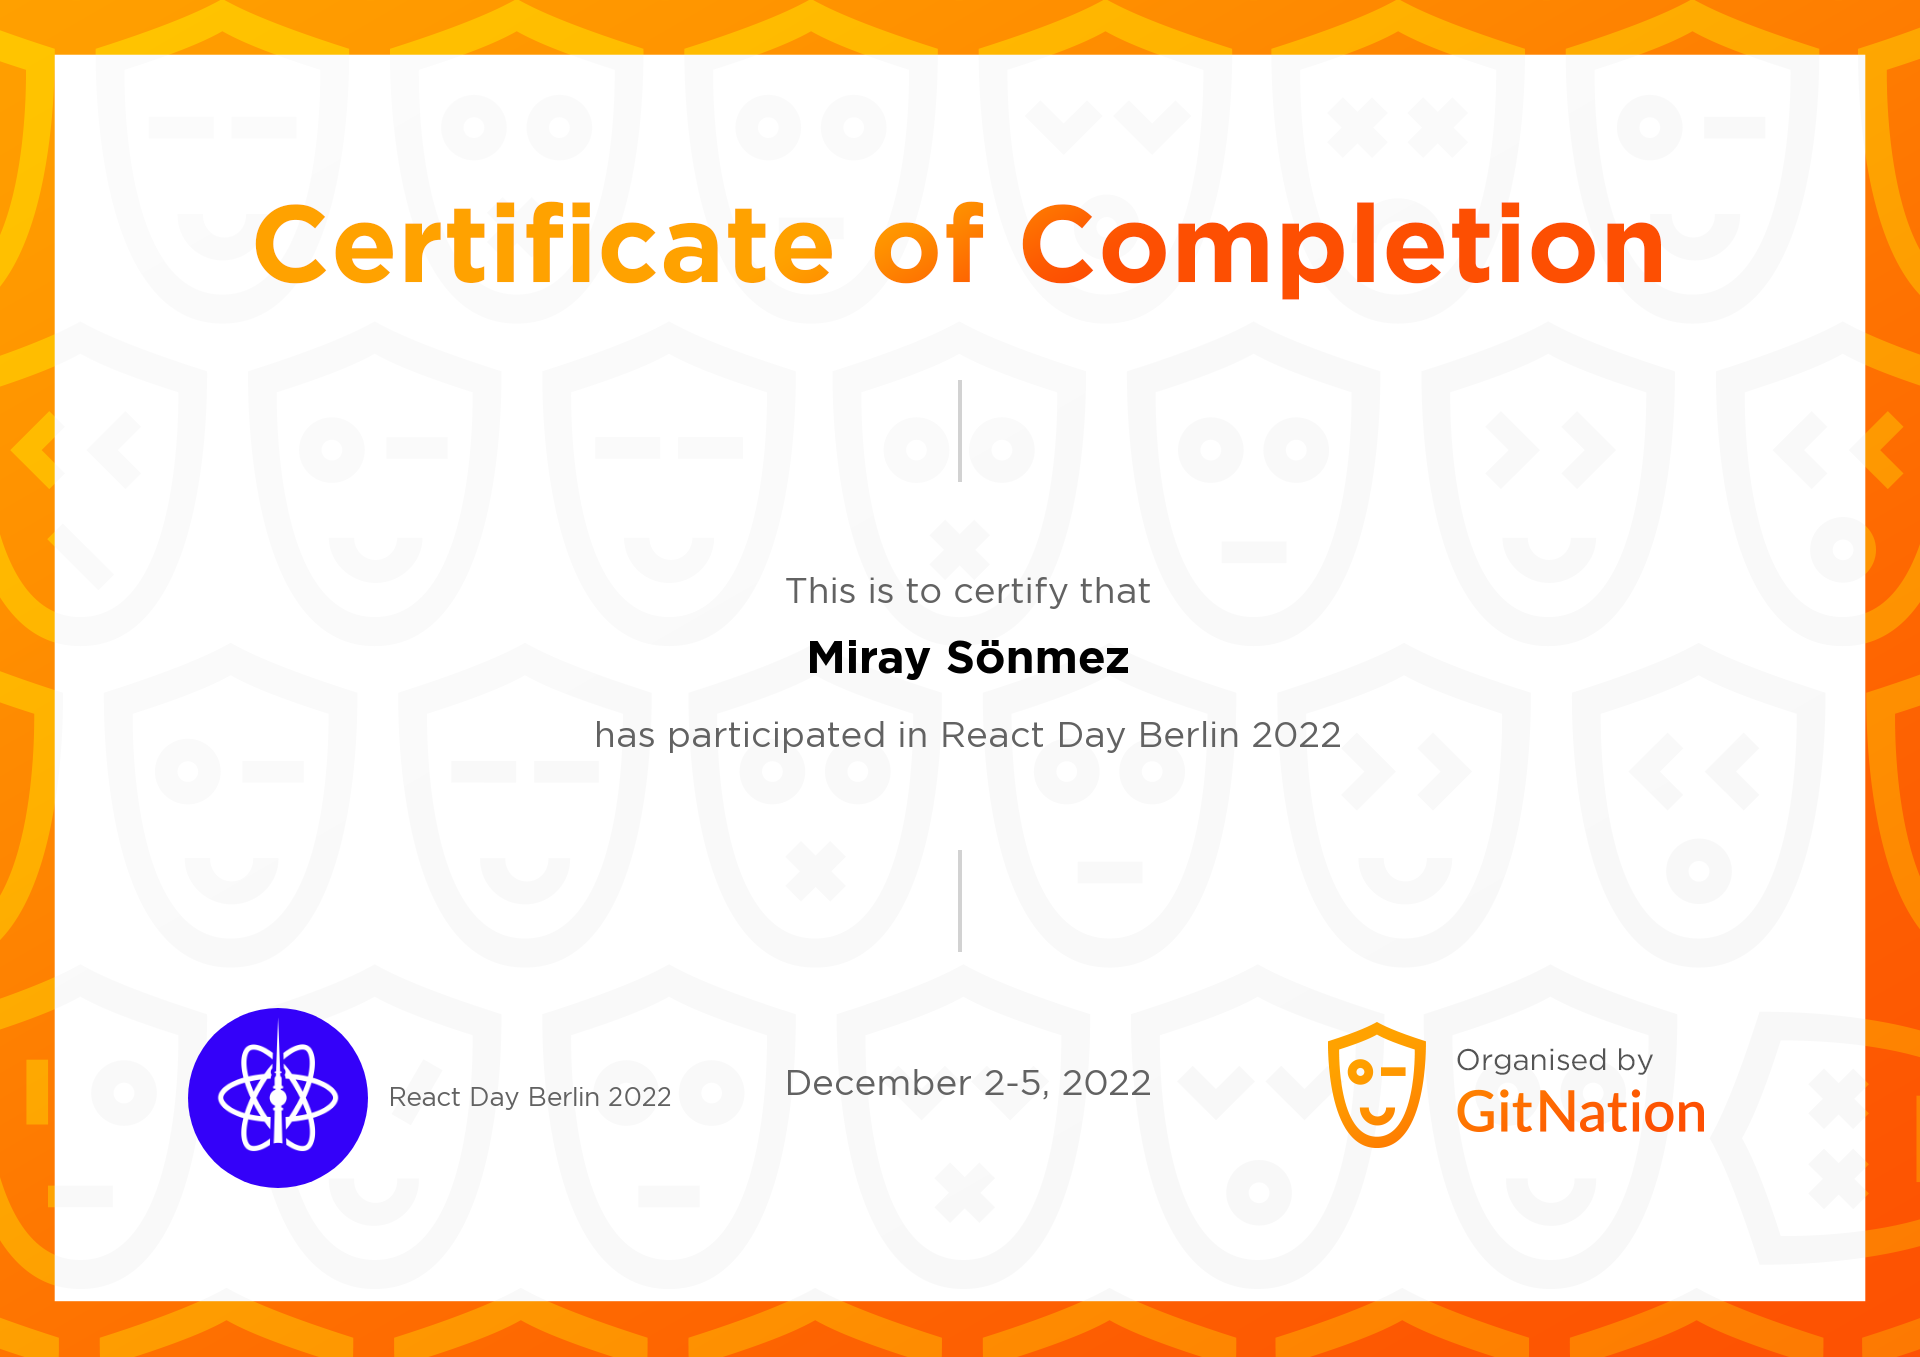 Certificate of Completion
This is to certify that
Miray Sönmez
has participated in React Day Berlin 2022
React Day Berlin 2022
December 2-5, 2022
Organised by
GitNation